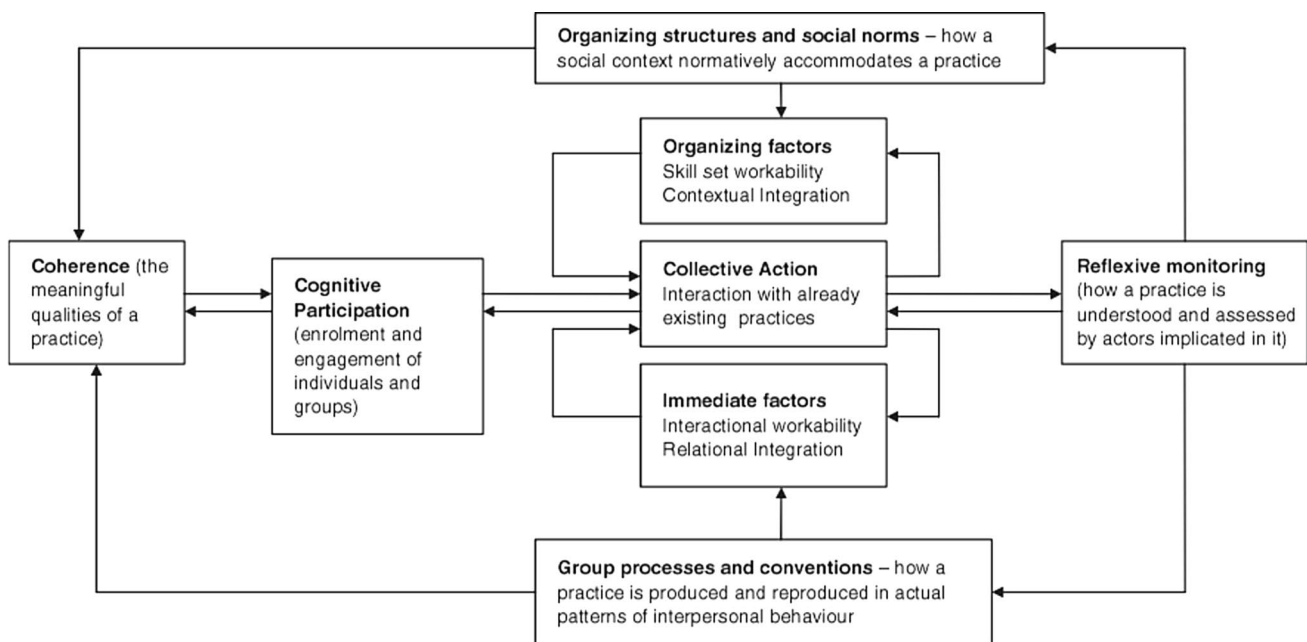 Organizing structures and social norms – how a
social context normatively accommodates a practice
Organizing factors
Skill set workability
Contextual Integration
Coherence (the
meaningful
qualities of a
practice)
Cognitive
Participation
(enrolment and
engagement of
individuals and
groups)
Collective Action
Interaction with already
existing practices
Reflexive monitoring
(how a practice is
understood and assessed
by actors implicated in it)
Immediate factors
Interactional workability
Relational Integration
Group processes and conventions – how a
practice is produced and reproduced in actual
patterns of interpersonal behaviour